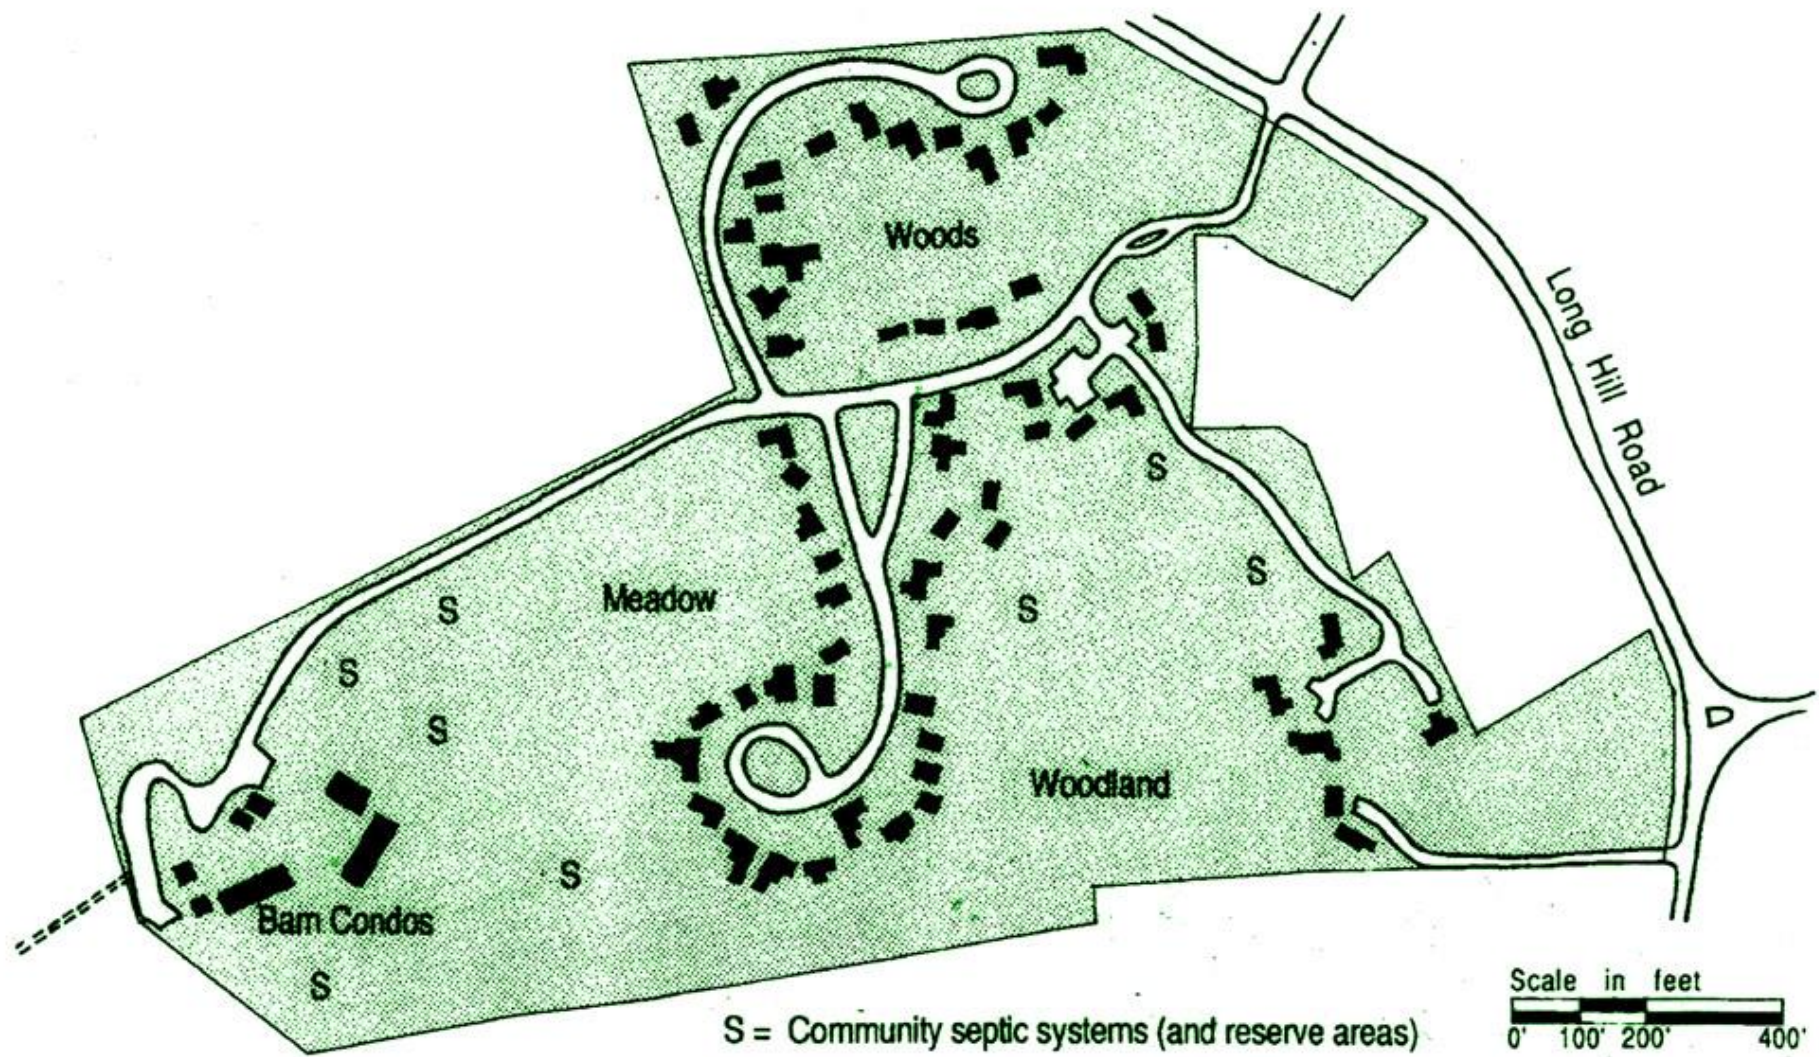 Woods
Long Hill Road
S
S
Meadow
S
S
S
S
Woodland
S
Barn Condos
S
S
Scale in feet
0' 100' 200' 400'
S = Community septic systems (and reserve areas)